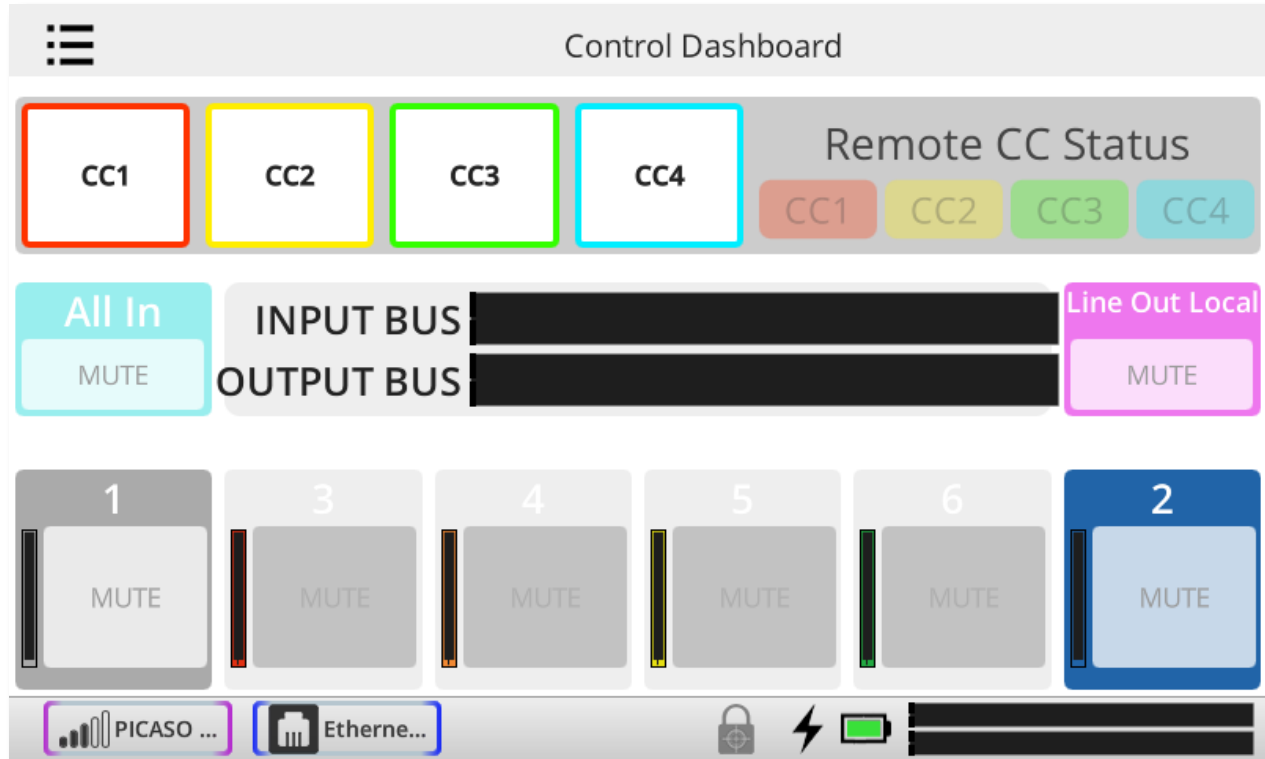 Control Dashboard
CC1 CC2 CC3 CC4
Remote CC Status
CC1 CC2 CC3 CC4
All In
MUTE
INPUT BUS
OUTPUT BUS
Line Out Local
MUTE
1 3 4 5 6 2
MUTE MUTE MUTE MUTE MUTE MUTE
PICASO ... Etherne...